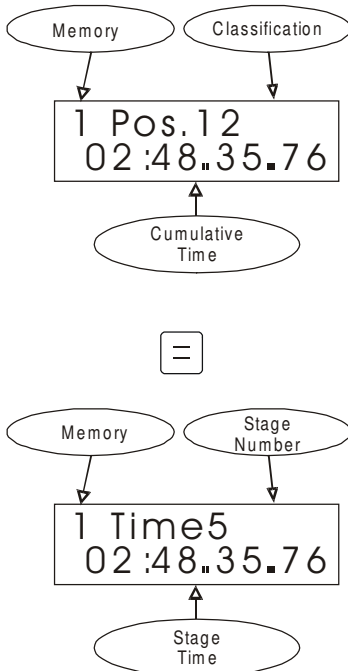 Memory
Classification
1 Pos.12
02:48„35.76
Cumulative
Time
=
Memory
Stage
Number
1 Time5
02:48„35.76
Stage
Time